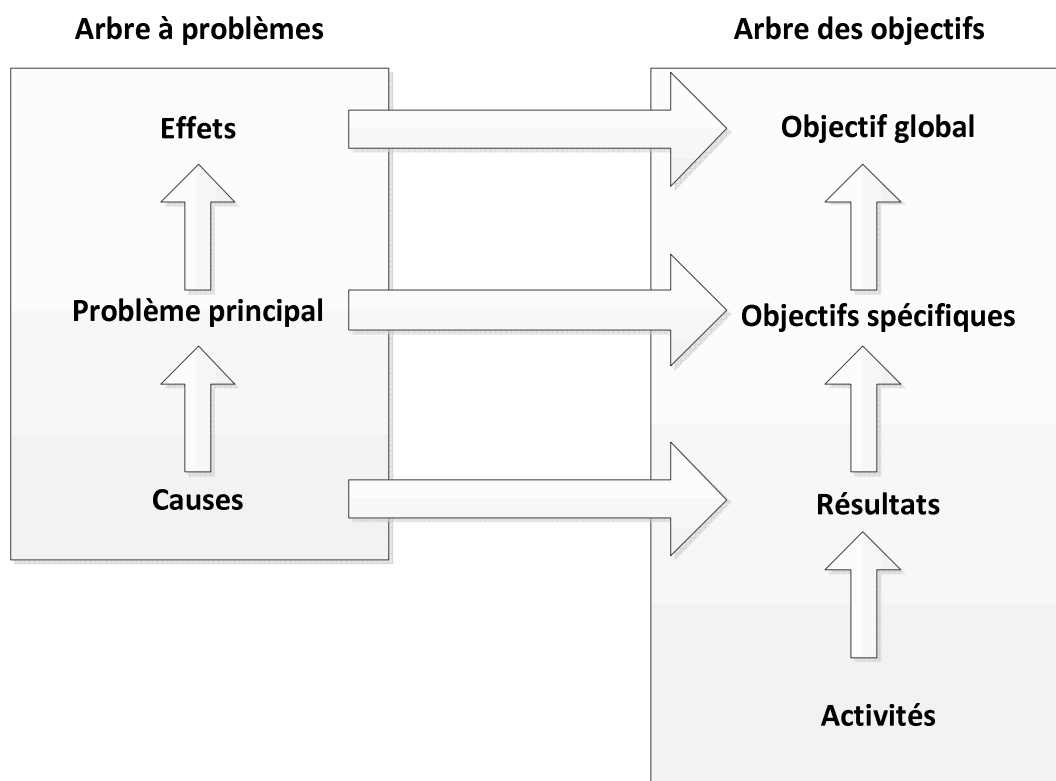 Arbre à problèmes
Arbre des objectifs
Effets
Objectif global
Problème principal
Objectifs spécifiques
Causes
Résultats
Activités